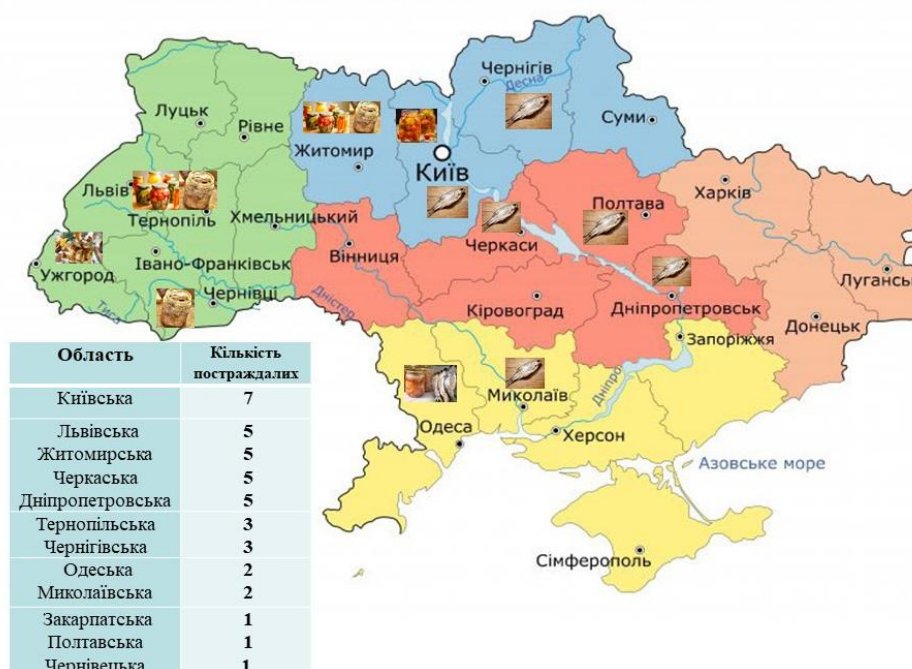 Чернігів
Десна
Суми
Луцьк
Рівне
Житомир
Київ
Львів
Тернопіль
Хмельницький
Полтава
Харків
Черкаси
Вінниця
Ужгород
Івано-Франківськ
Чернівці
Тиса
Дністер
Кіровоград
Дніпропетровськ
Луганськ
Донецьк
Запоріжжя
Дніпро
Миколаїв
Одеса
Херсон
Азовське море
Сімферополь
Область Кількість
постраждалих
Київська 7
Львівська 5
Житомирська 5
Черкаська 5
Дніпропетровська 5
Тернопільська 3
Чернігівська 3
Одеська 2
Миколаївська 2
Закарпатська 1
Полтавська 1
Чернівецька 1